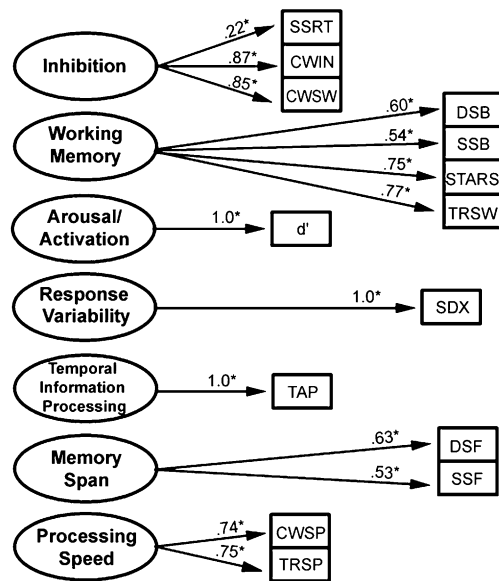 .22*
SSRT
Inhibition
.87*
CWIN
.85*
CWSW
Working
Memory
.60*
DSB
.54*
SSB
.75*
STARS
.77*
TRSW
Arousal/
Activation
1.0*
d'
Response
Variability
1.0*
SDX
Temporal
Information
Processing
1.0*
TAP
Memory
Span
.63*
DSF
.53*
SSF
Processing
Speed
.74*
CWSP
.75*
TRSP